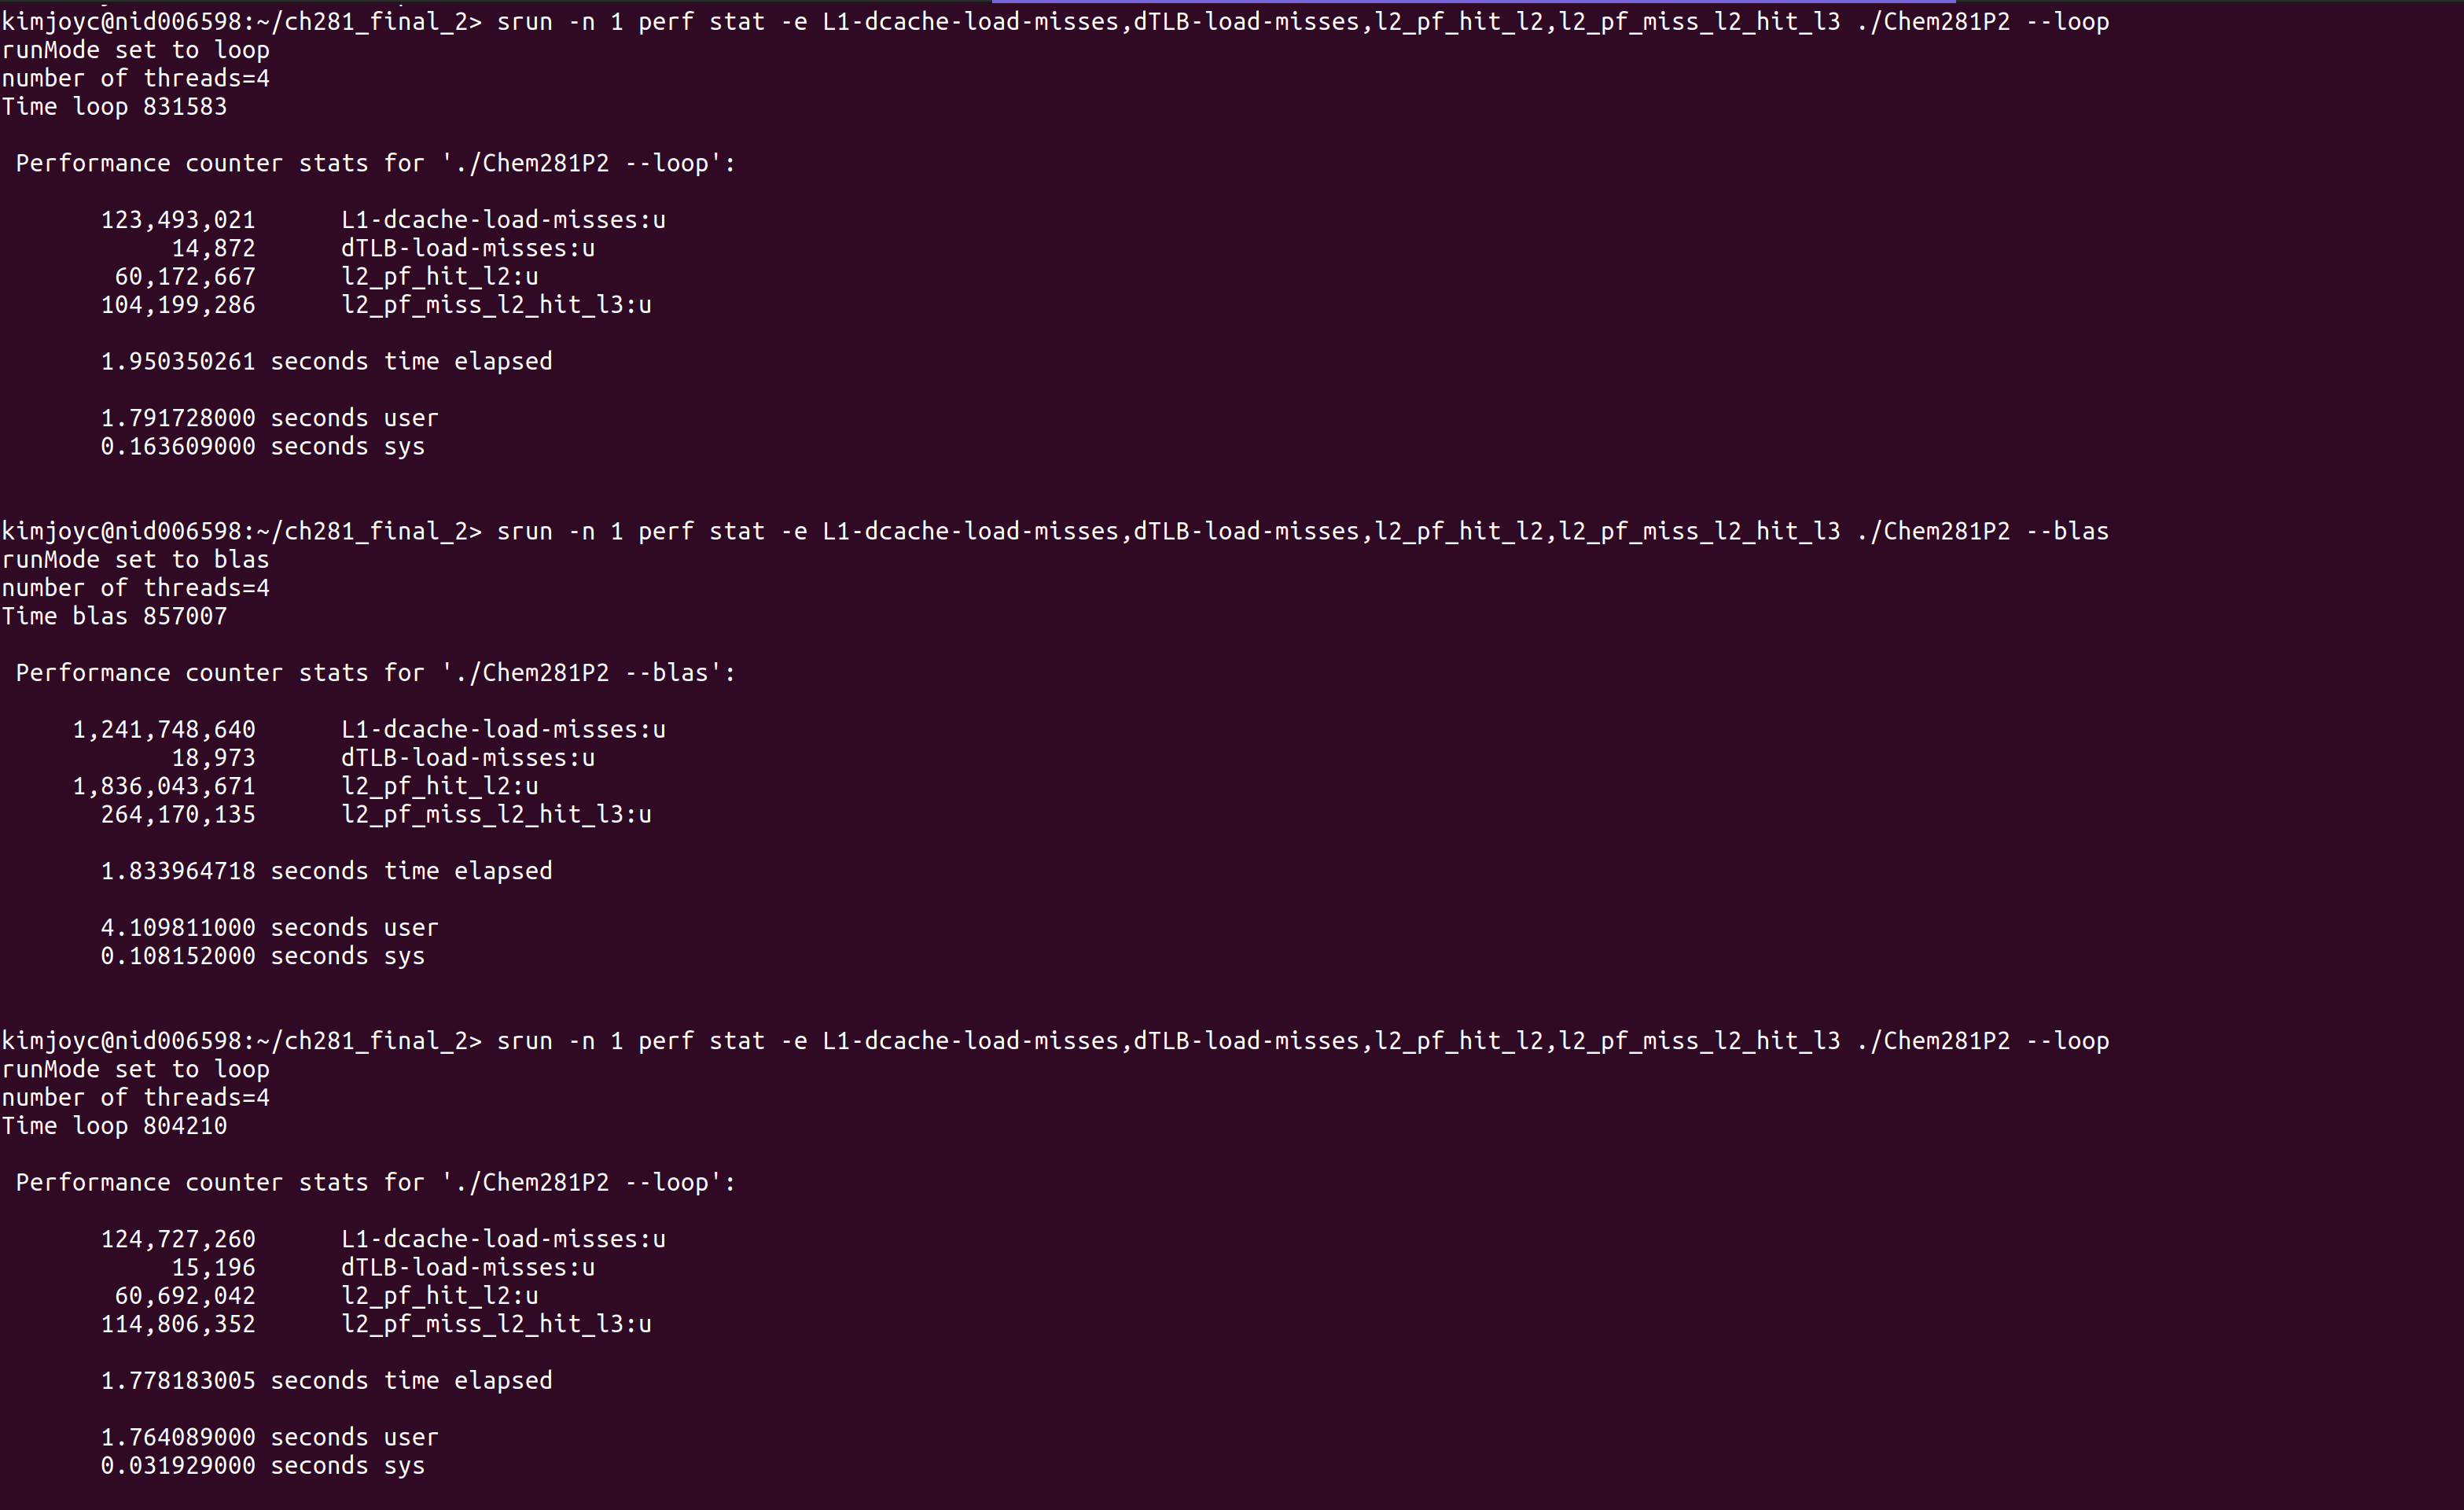 kimjoyc@nid006598:~/ch281_final_2> srun -n 1 perf stat -e L1-dcache-load-misses,dTLB-load-misses,l2_pf_hit_l2,l2_pf_miss_l2_hit_l3 ./Chem281P2 --loop
runMode set to loop
number of threads=4
Time loop 831583
Performance counter stats for './Chem281P2 --loop':
123,493,021 L1-dcache-load-misses:u
14,872 dTLB-load-misses:u
60,172,667 l2_pf_hit_l2:u
104,199,286 l2_pf_miss_l2_hit_l3:u
1.950350261 seconds time elapsed
1.791728000 seconds user
0.163609000 seconds sys
kimjoyc@nid006598:~/ch281_final_2> srun -n 1 perf stat -e L1-dcache-load-misses,dTLB-load-misses,l2_pf_hit_l2,l2_pf_miss_l2_hit_l3 ./Chem281P2 --blas
runMode set to blas
number of threads=4
Time blas 857007
Performance counter stats for './Chem281P2 --blas':
1,241,748,640 L1-dcache-load-misses:u
18,973 dTLB-load-misses:u
1,836,043,671 l2_pf_hit_l2:u
264,170,135 l2_pf_miss_l2_hit_l3:u
1.833964718 seconds time elapsed
4.109811000 seconds user
0.108152000 seconds sys
kimjoyc@nid006598:~/ch281_final_2> srun -n 1 perf stat -e L1-dcache-load-misses,dTLB-load-misses,l2_pf_hit_l2,l2_pf_miss_l2_hit_l3 ./Chem281P2 --loop
runMode set to loop
number of threads=4
Time loop 804210
Performance counter stats for './Chem281P2 --loop':
124,727,260 L1-dcache-load-misses:u
15,196 dTLB-load-misses:u
60,692,042 l2_pf_hit_l2:u
114,806,352 l2_pf_miss_l2_hit_l3:u
1.778183005 seconds time elapsed
1.764089000 seconds user
0.031929000 seconds sys